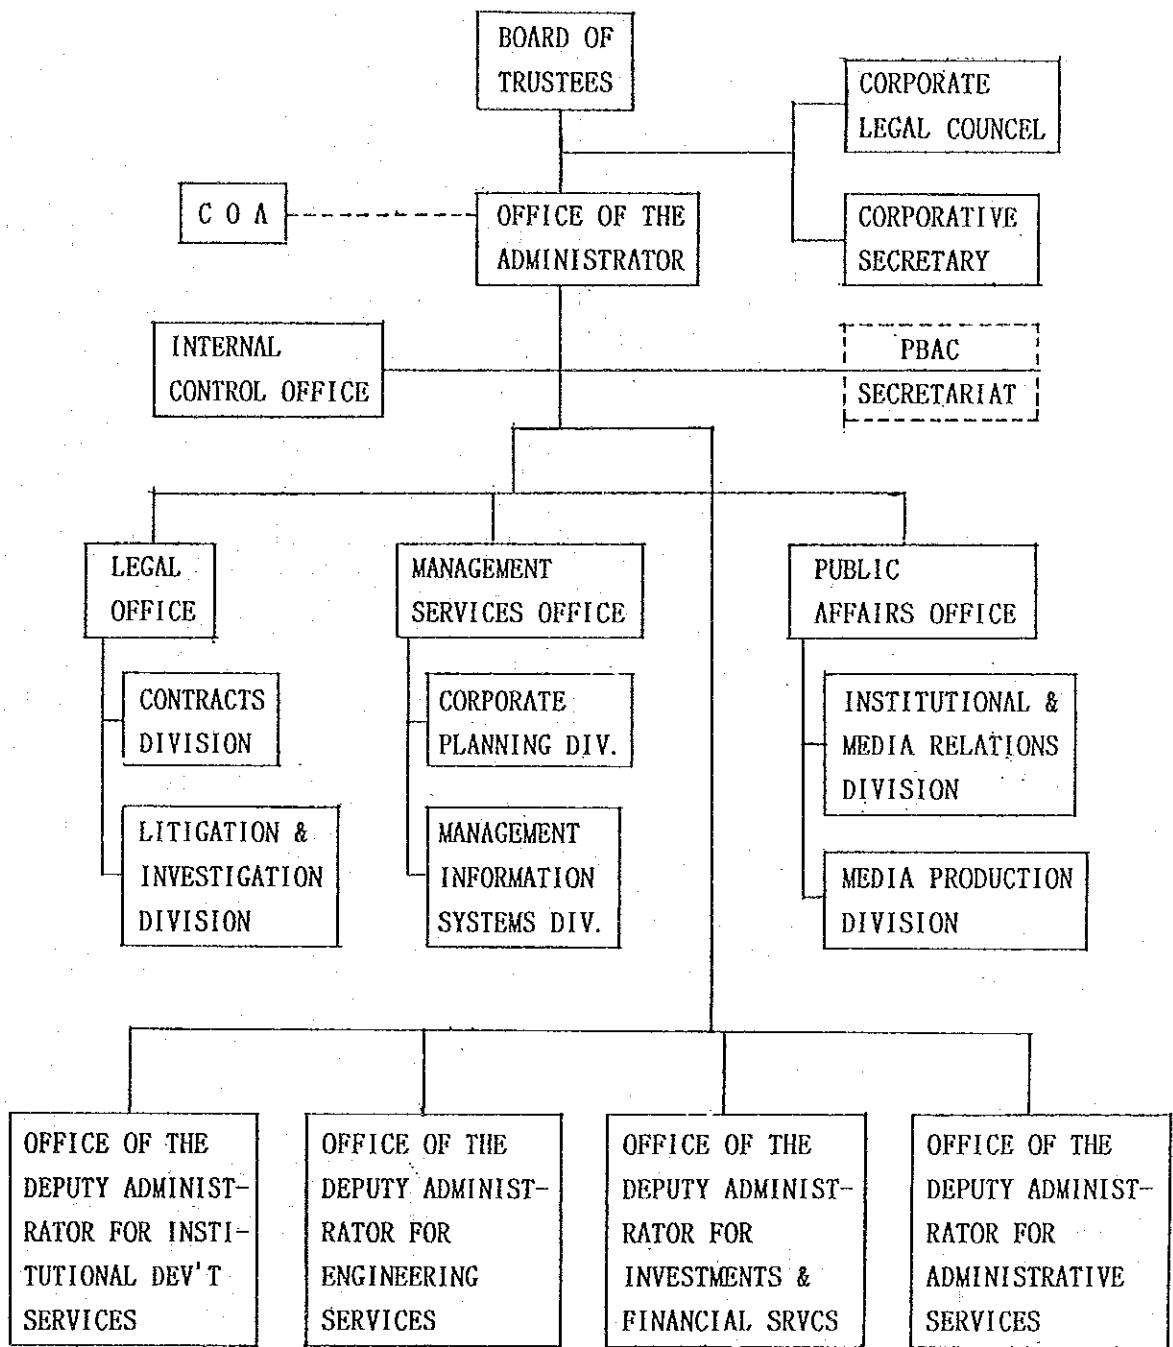 BOARD OF
TRUSTEES
CORPORATE
LEGAL COUNCEL
C O A
OFFICE OF THE
ADMINISTRATOR
CORPORATIVE
SECRETARY
INTERNAL
CONTROL OFFICE
PBAC
SECRETARIAT
LEGAL
OFFICE
MANAGEMENT
SERVICES OFFICE
PUBLIC
AFFAIRS OFFICE
CONTRACTS
DIVISION
CORPORATE
PLANNING DIV.
INSTITUTIONAL &
MEDIA RELATIONS
DIVISION
LITIGATION &
INVESTIGATION
DIVISION
MANAGEMENT
INFORMATION
SYSTEMS DIV.
MEDIA PRODUCTION
DIVISION
OFFICE OF THE
DEPUTY ADMINIST-
RATOR FOR INSTI-
TUTIONAL DEV'T
SERVICES
OFFICE OF THE
DEPUTY ADMINIST-
RATOR FOR
ENGINEERING
SERVICES
OFFICE OF THE
DEPUTY ADMINIST-
RATOR FOR
INVESTMENTS &
FINANCIAL SRVCS
OFFICE OF THE
DEPUTY ADMINIST-
RATOR FOR
ADMINISTRATIVE
SERVICES